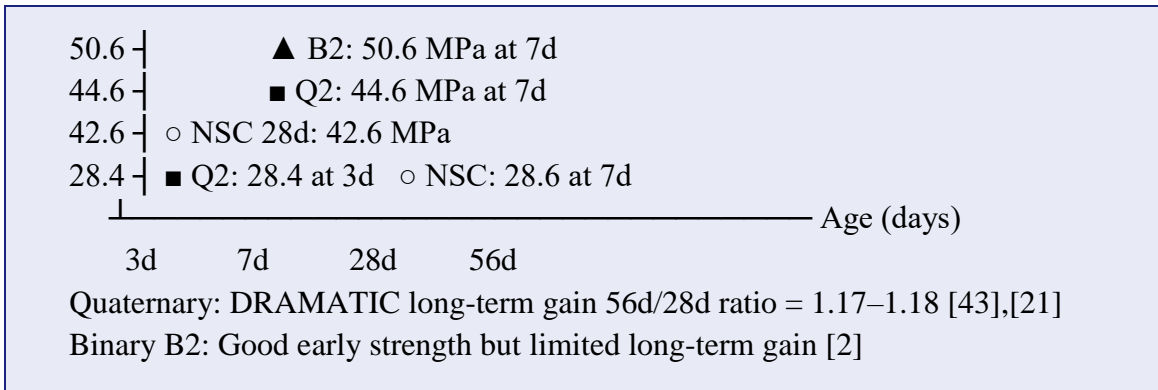 50.6 ┤ ▲ B2: 50.6 MPa at 7d
44.6 ┤ ■ Q2: 44.6 MPa at 7d
42.6 ┤ ○ NSC 28d: 42.6 MPa
28.4 ┤ ■ Q2: 28.4 at 3d ○ NSC: 28.6 at 7d
┴────────────────────────────── Age (days)
3d 7d 28d 56d
Quaternary: DRAMATIC long-term gain 56d/28d ratio = 1.17–1.18 [43],[21]
Binary B2: Good early strength but limited long-term gain [2]